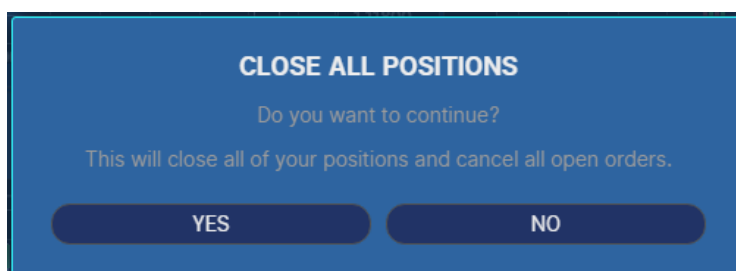 CLOSE ALL POSITIONS
Do you want to continue?
This will close all of your positions and cancel all open orders.
YES
NO